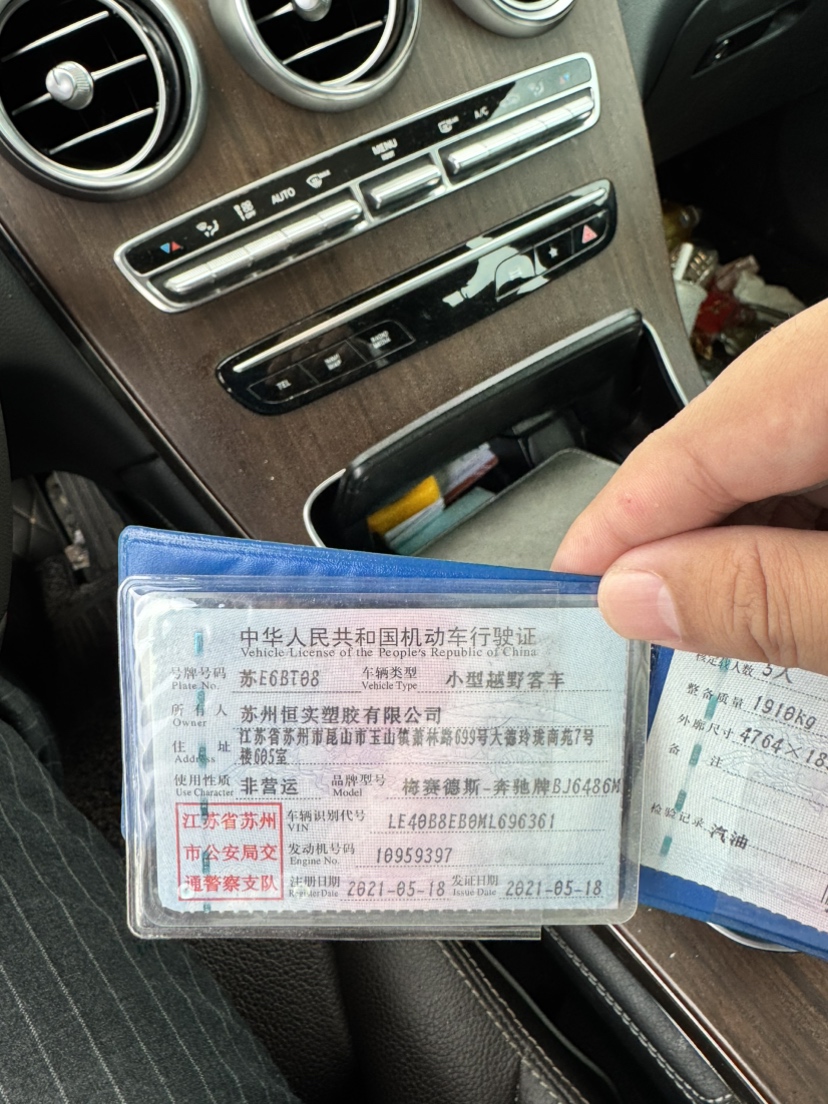 AUTO
MENU
A/C
TEL
中华人民共和国机动车行驶证
Vehicle License of the People's Republic of China
号牌号码 苏E6BT08 车辆类型 小型越野客车
Plate No. Vehicle Type
所有人 苏州恒实塑胶有限公司
Owner
住址 江苏省苏州市昆山市玉山镇萧林路699号大德玲珑南苑7号
Address 楼605室
使用性质 非营运 品牌型号 梅赛德斯-奔驰牌BJ6486M
Use Character Model
江苏省苏州 车辆识别代号 LE40B8EB0ML696361
VIN
市公安局交 发动机号码 10959397
Engine No.
通警察支队 注册日期 2021-05-18 发证日期 2021-05-18
Register Date Issue Date
核定载人数 5人
整备质量 1910kg
外廓尺寸 4764×18
备注
检验记录 汽油